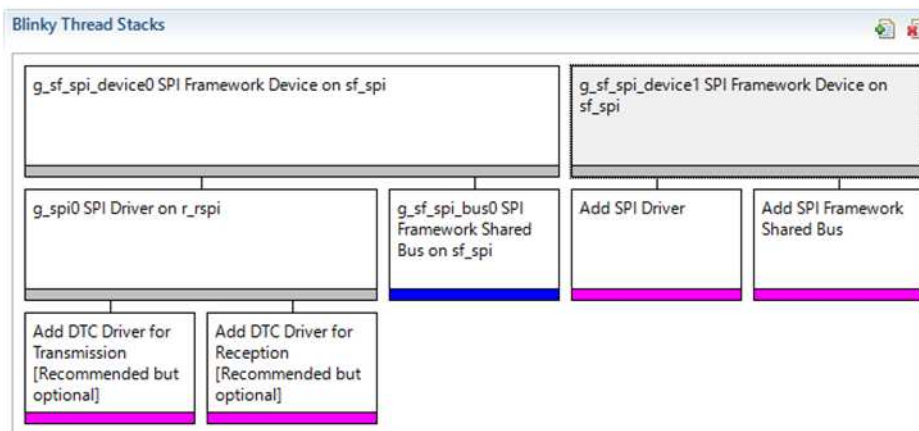 Blinky Thread Stacks
g_sf_spi_device0 SPI Framework Device on sf_spi
g_sf_spi_device1 SPI Framework Device on
sf_spi
g_spi0 SPI Driver on r_rspi
g_sf_spi_bus0 SPI
Framework Shared
Bus on sf_spi
Add SPI Driver
Add SPI Framework
Shared Bus
Add DTC Driver for
Transmission
[Recommended but
optional]
Add DTC Driver for
Reception
[Recommended but
optional]